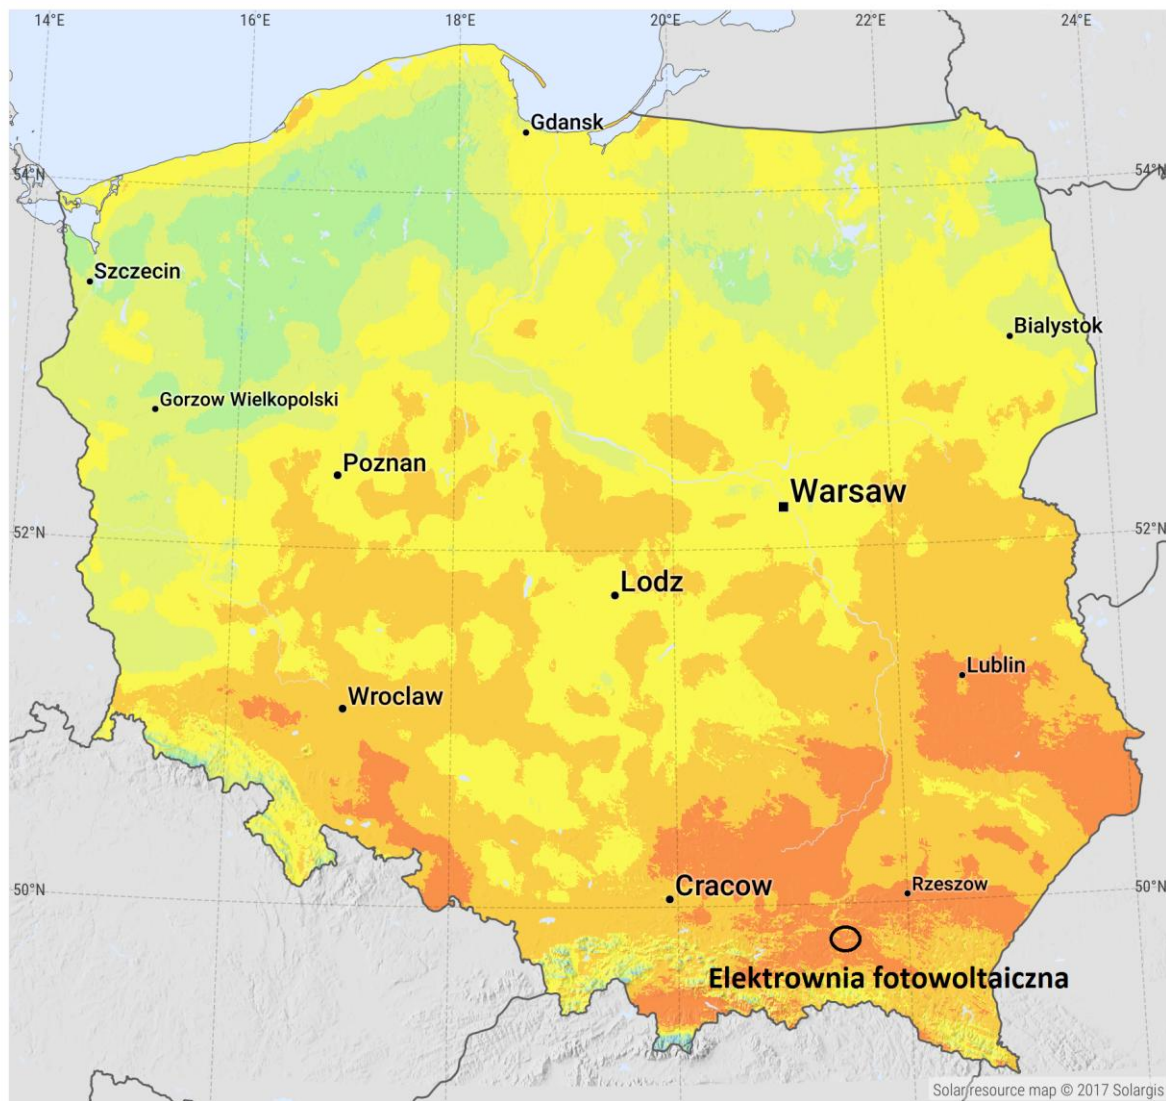 14°E 16°E 18°E 20°E 22°E 24°E
Gdansk
54°N 54°N
Szczecin
Bialystok
Gorzow Wielkopolski
Poznan
Warsaw
52°N 52°N
Lodz
Lublin
Wroclaw
Cracow
Rzeszow
50°N 50°N
Elektrownia fotowoltaiczna
Solar resource map © 2017 Solargis